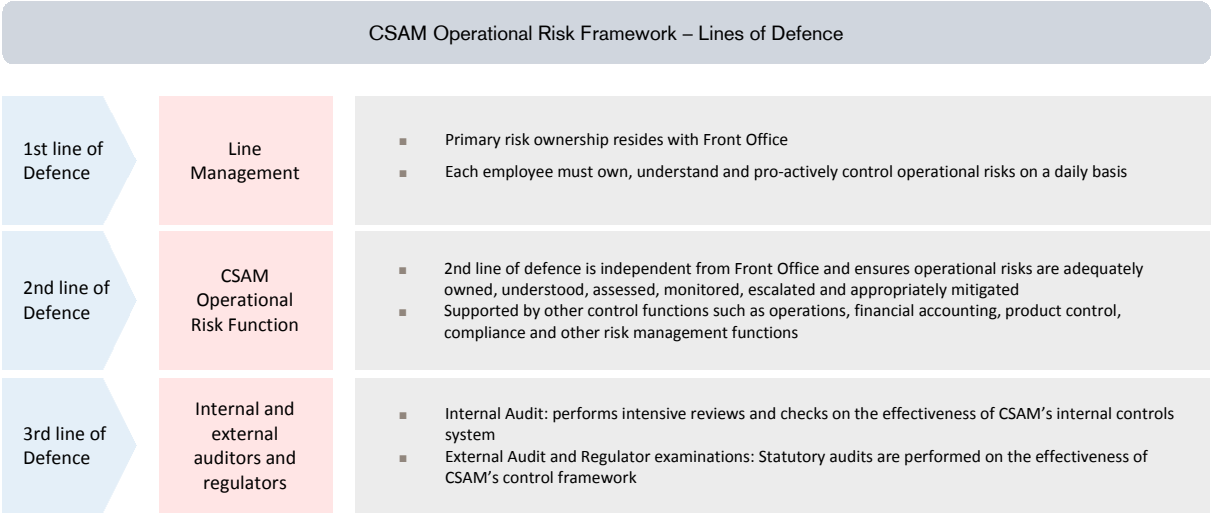 CSAM Operational Risk Framework – Lines of Defence
1st line of
Defence
Line
Management
▪ Primary risk ownership resides with Front Office
▪ Each employee must own, understand and pro-actively control operational risks on a daily basis
2nd line of
Defence
CSAM
Operational
Risk Function
▪ 2nd line of defence is independent from Front Office and ensures operational risks are adequately
owned, understood, assessed, monitored, escalated and appropriately mitigated
▪ Supported by other control functions such as operations, financial accounting, product control,
compliance and other risk management functions
3rd line of
Defence
Internal and
external
auditors and
regulators
▪ Internal Audit: performs intensive reviews and checks on the effectiveness of CSAM’s internal controls
system
▪ External Audit and Regulator examinations: Statutory audits are performed on the effectiveness of
CSAM’s control framework